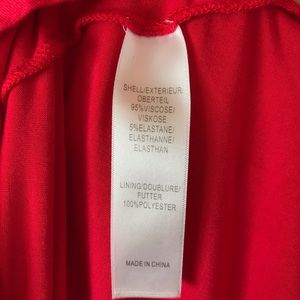 SHELL/EXTERIEUR/
OBERTEIL
95%VISCOSE/
VISKOSE
5%ELASTANE/
ELASTHANNE/
ELASTHAN
LINING/DOUBLURE/
FUTTER
100%POLYESTER
MADE IN CHINA